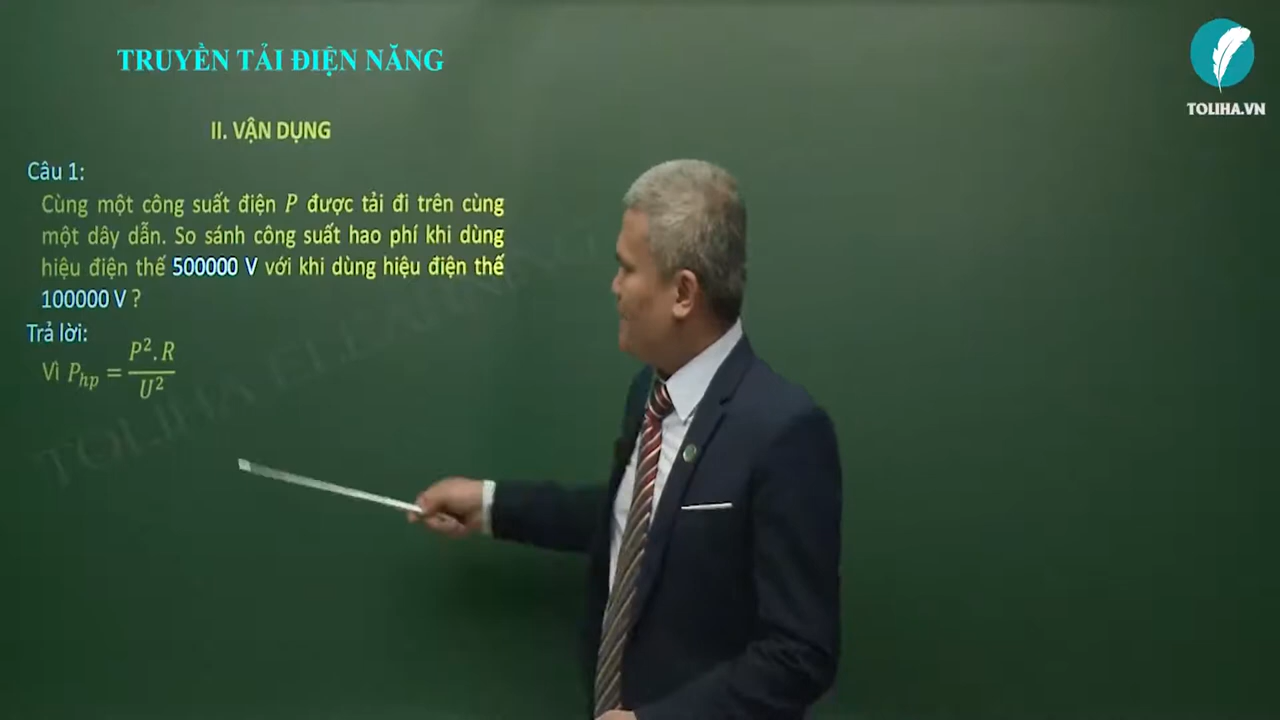 TRUYỀN TẢI ĐIỆN NĂNG
TOLIHA.VN
II. VẬN DỤNG
Câu 1:
Cùng một công suất điện P được tải đi trên cùng
một dây dẫn. So sánh công suất hao phí khi dùng
hiệu điện thế 500000 V với khi dùng hiệu điện thế
100000 V ?
Trả lời:
Vì P_hp = P².R / U²